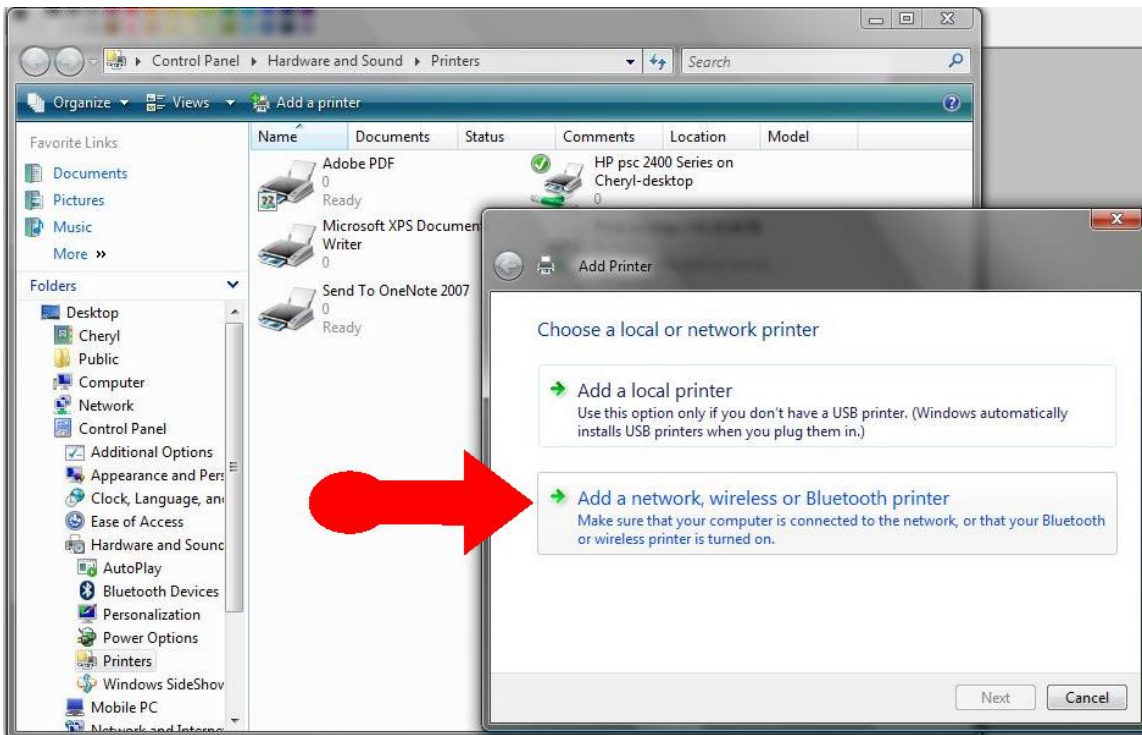 Control Panel ▸ Hardware and Sound ▸ Printers
Search
Organize Views Add a printer
Favorite Links
Documents
Pictures
Music
More »
Folders
Desktop
Cheryl
Public
Computer
Network
Control Panel
Additional Options
Appearance and Pers
Clock, Language, an
Ease of Access
Hardware and Sound
AutoPlay
Bluetooth Devices
Personalization
Power Options
Printers
Windows SideShow
Mobile PC
Network and Interne
Name Documents Status Comments Location Model
Adobe PDF
0
Ready
HP psc 2400 Series on
Cheryl-desktop
0
Microsoft XPS Document
Writer
0
Send To OneNote 2007
0
Ready
Add Printer
Choose a local or network printer
Add a local printer
Use this option only if you don't have a USB printer. (Windows automatically
installs USB printers when you plug them in.)
Add a network, wireless or Bluetooth printer
Make sure that your computer is connected to the network, or that your Bluetooth
or wireless printer is turned on.
Next Cancel